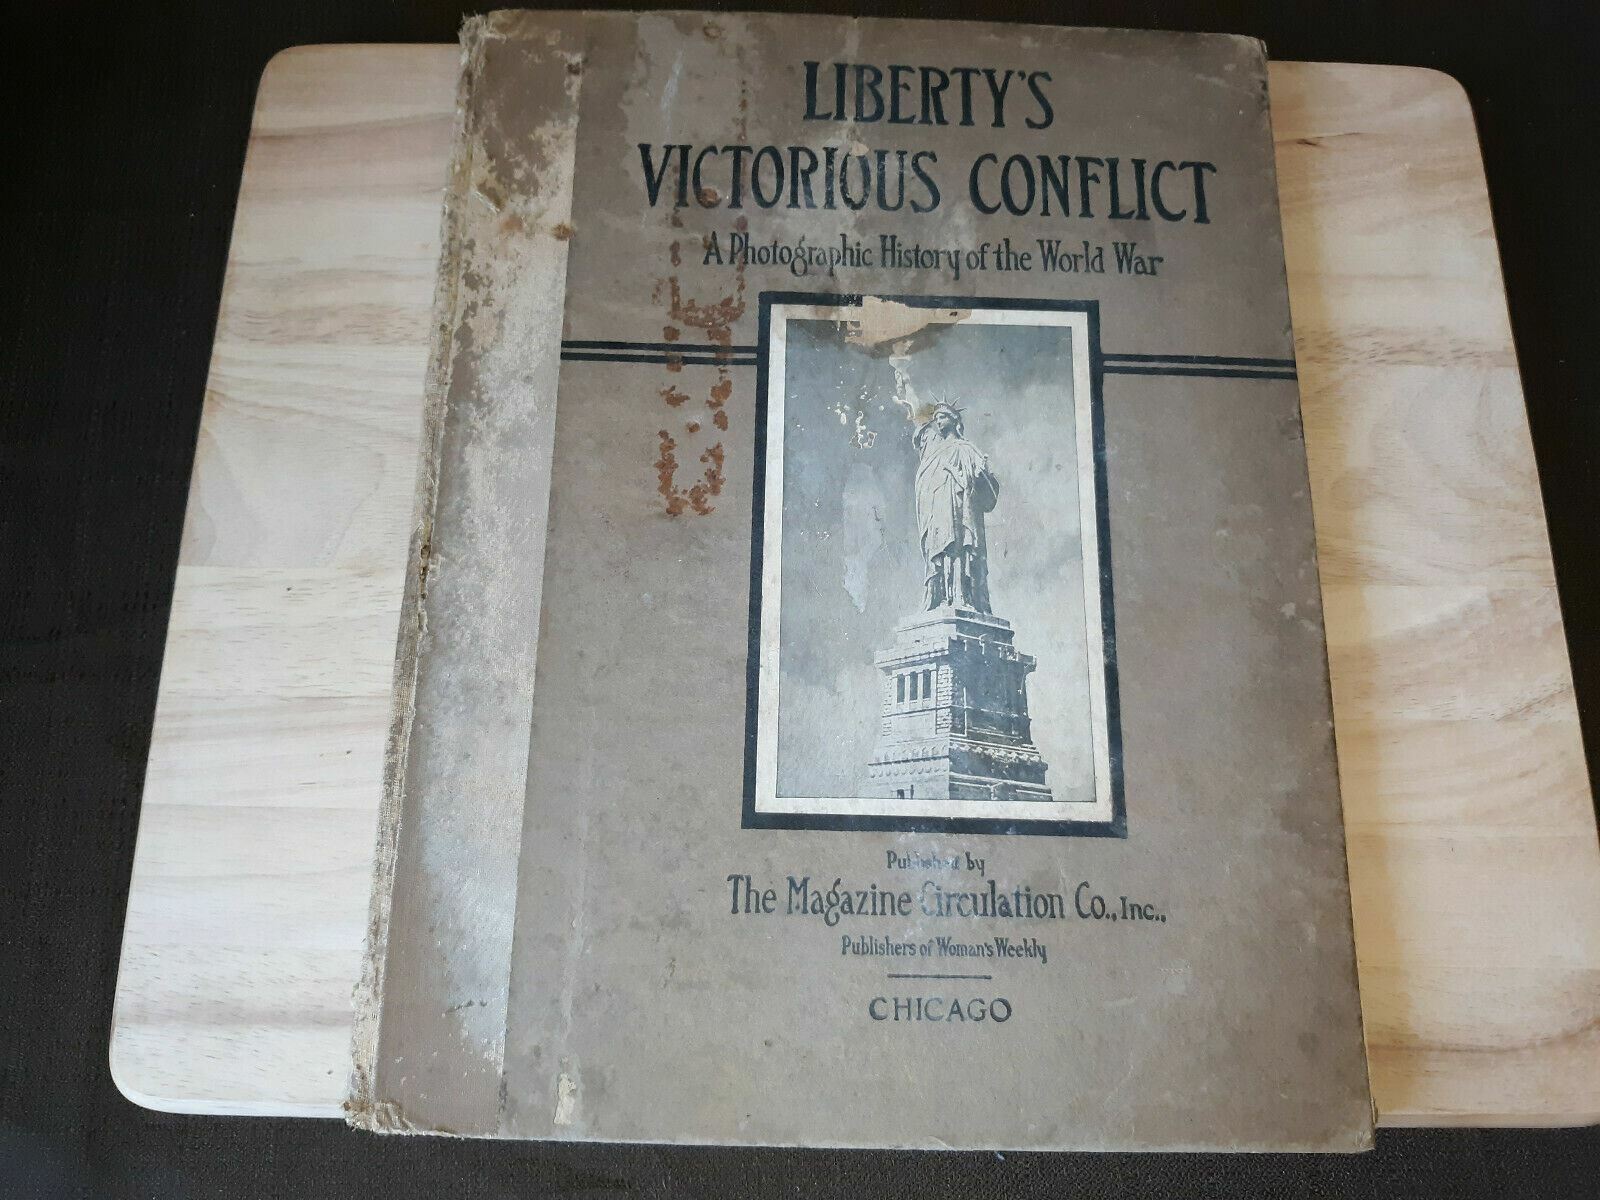 LIBERTY'S
VICTORIOUS CONFLICT
A Photographic History of the World War
Published by
The Magazine Circulation Co., Inc.,
Publishers of Woman's Weekly
CHICAGO